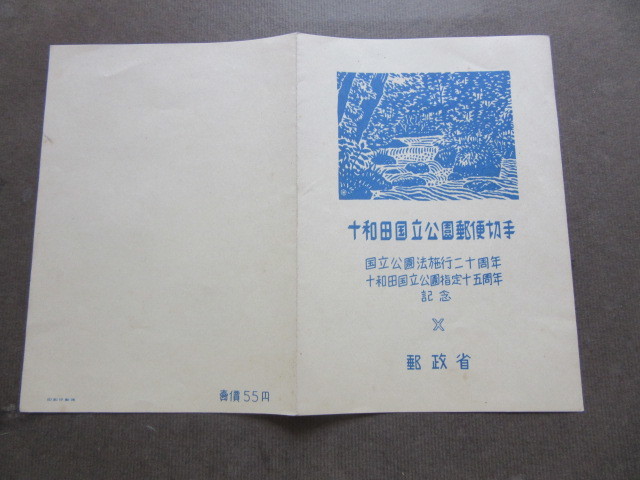 十和田国立公園郵便切手
国立公園法施行二十周年
十和田国立公園指定十五周年
記念
X
郵政省
賣價55円